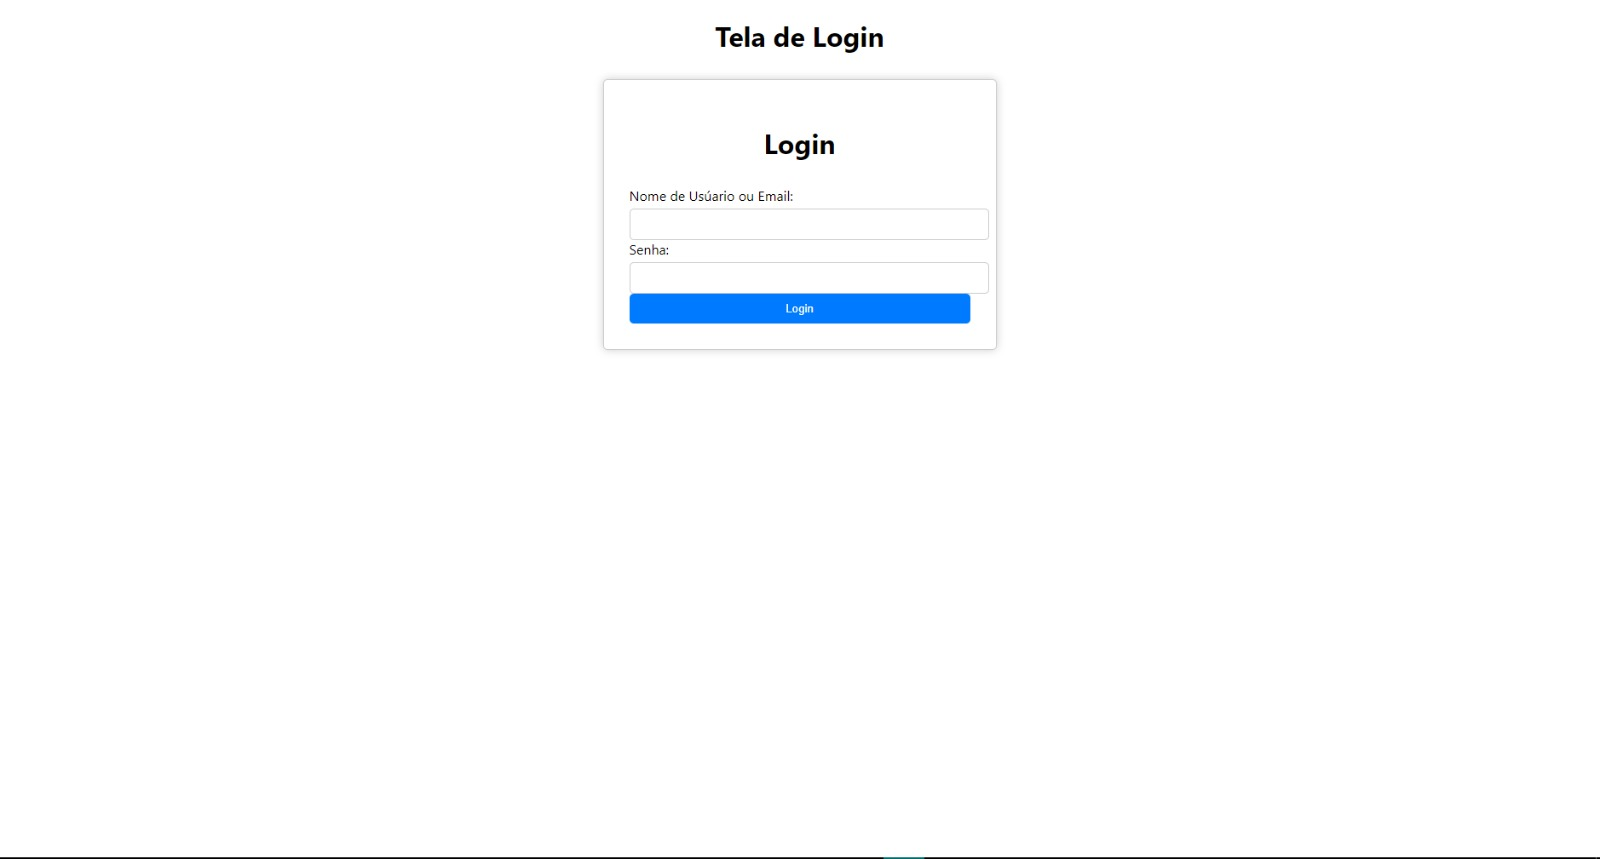 Tela de Login
Login
Nome de Usúario ou Email:
Senha:
Login